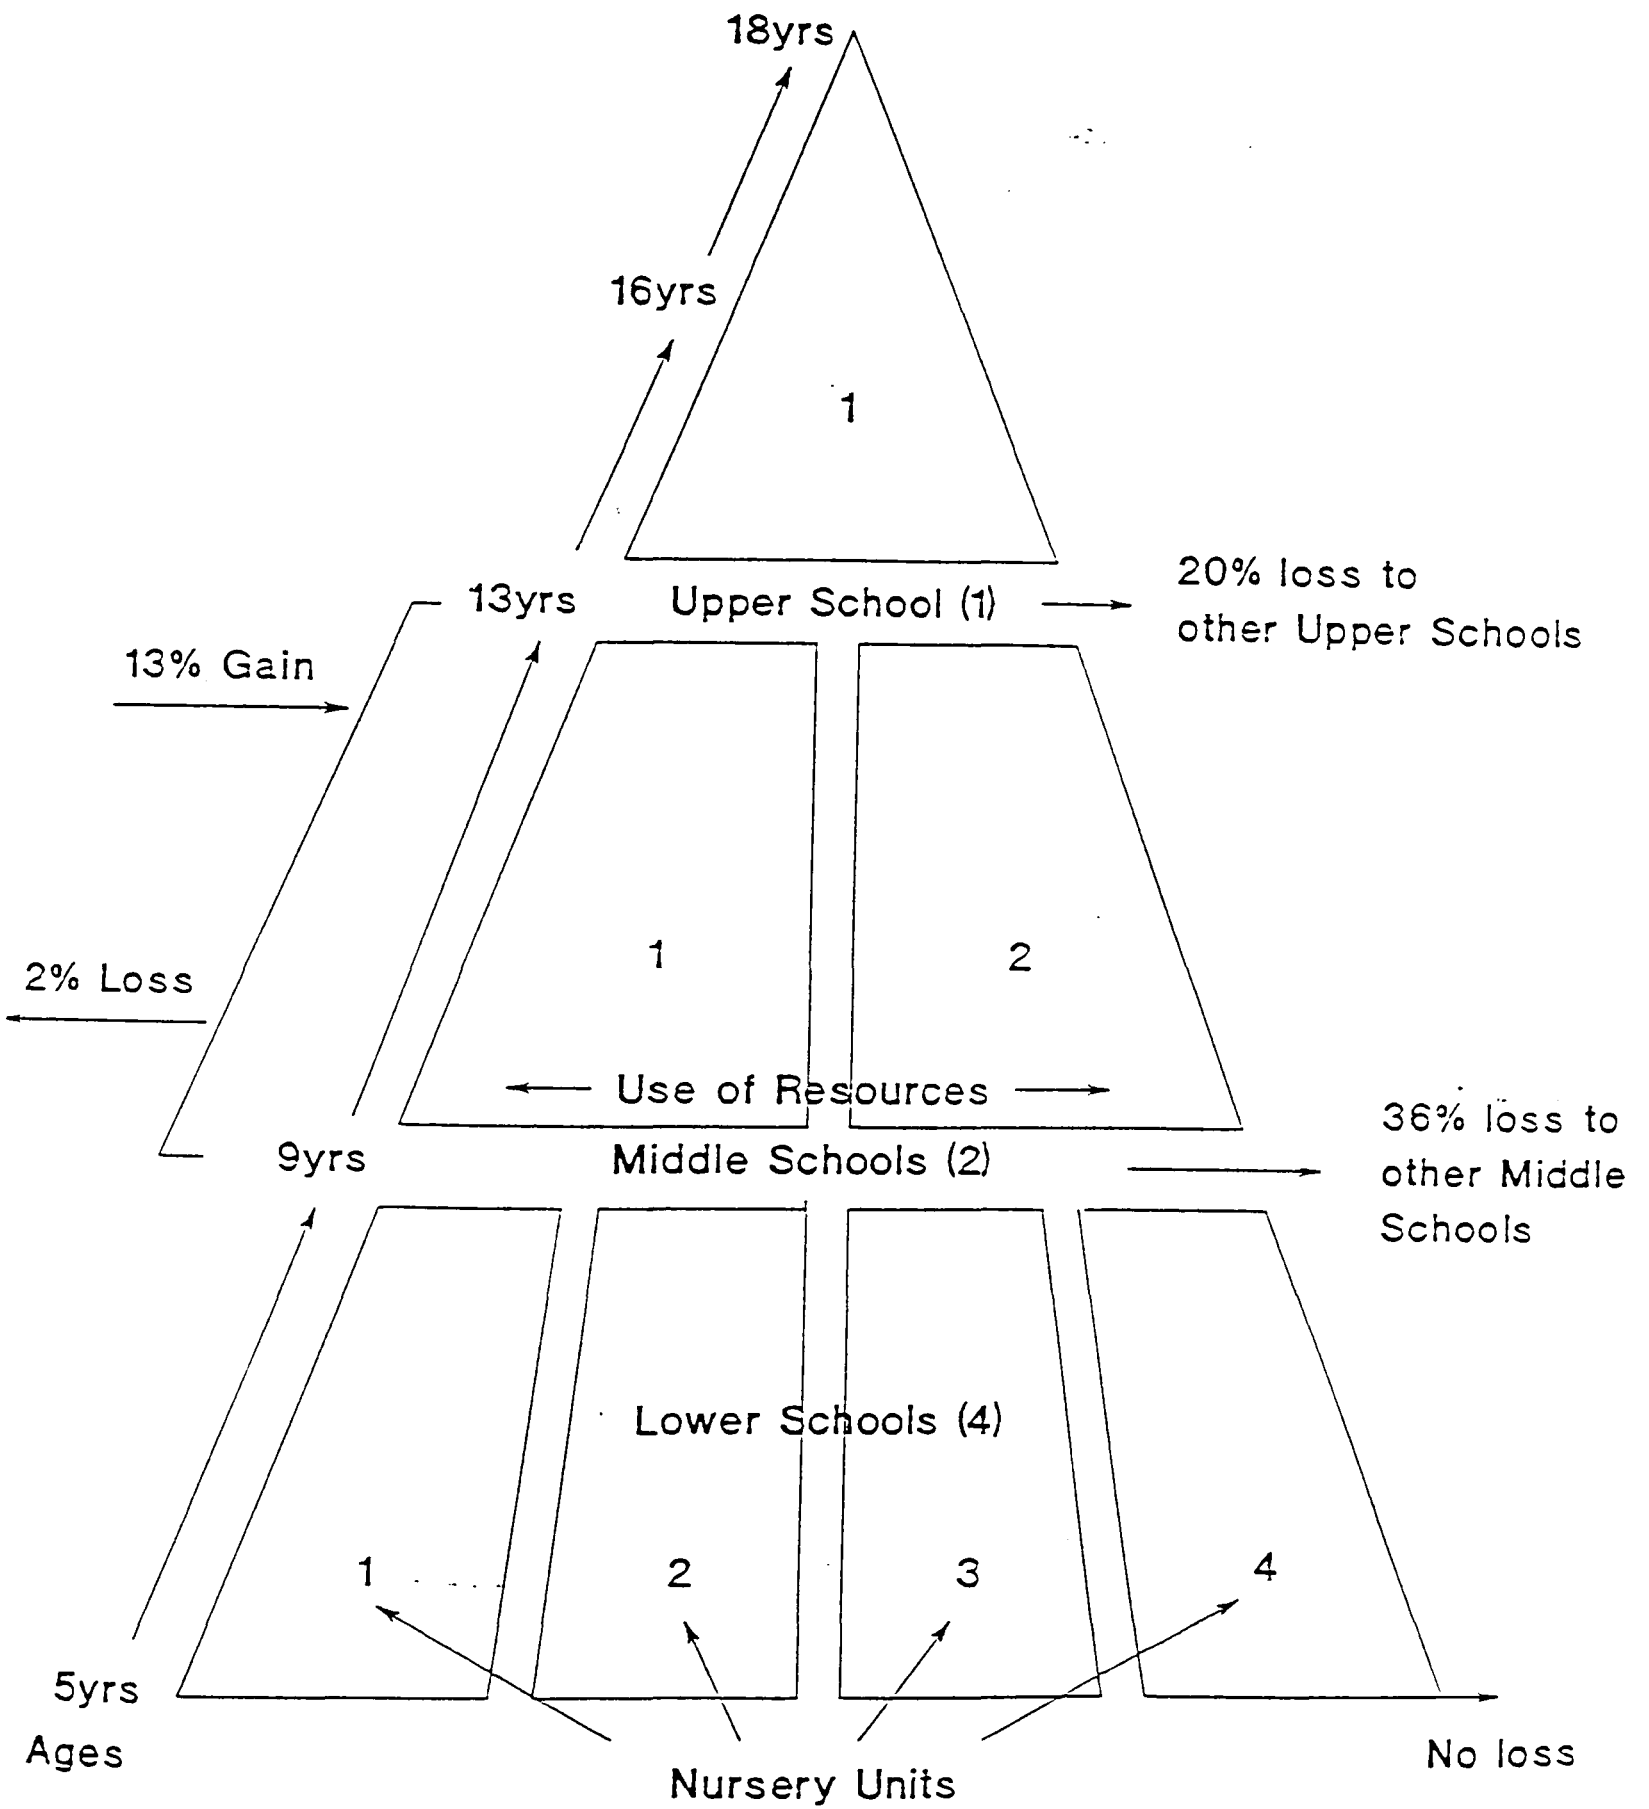 18yrs
16yrs
1
13yrs
Upper School (1)
20% loss to
other Upper Schools
13% Gain
1
2
2% Loss
Use of Resources
9yrs
Middle Schools (2)
36% loss to
other Middle
Schools
Lower Schools (4)
1
2
3
4
5yrs
Ages
No loss
Nursery Units